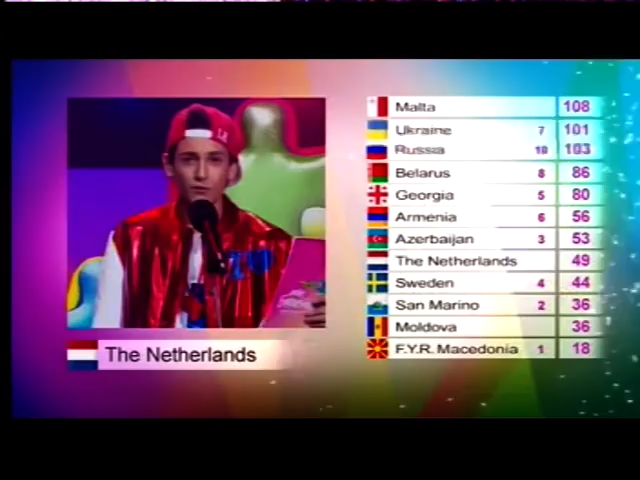 The Netherlands
Malta 108
Ukraine 7 101
Russia 10 103
Belarus 8 86
Georgia 5 80
Armenia 6 56
Azerbaijan 3 53
The Netherlands 49
Sweden 4 44
San Marino 2 36
Moldova 36
F.Y.R. Macedonia 1 18